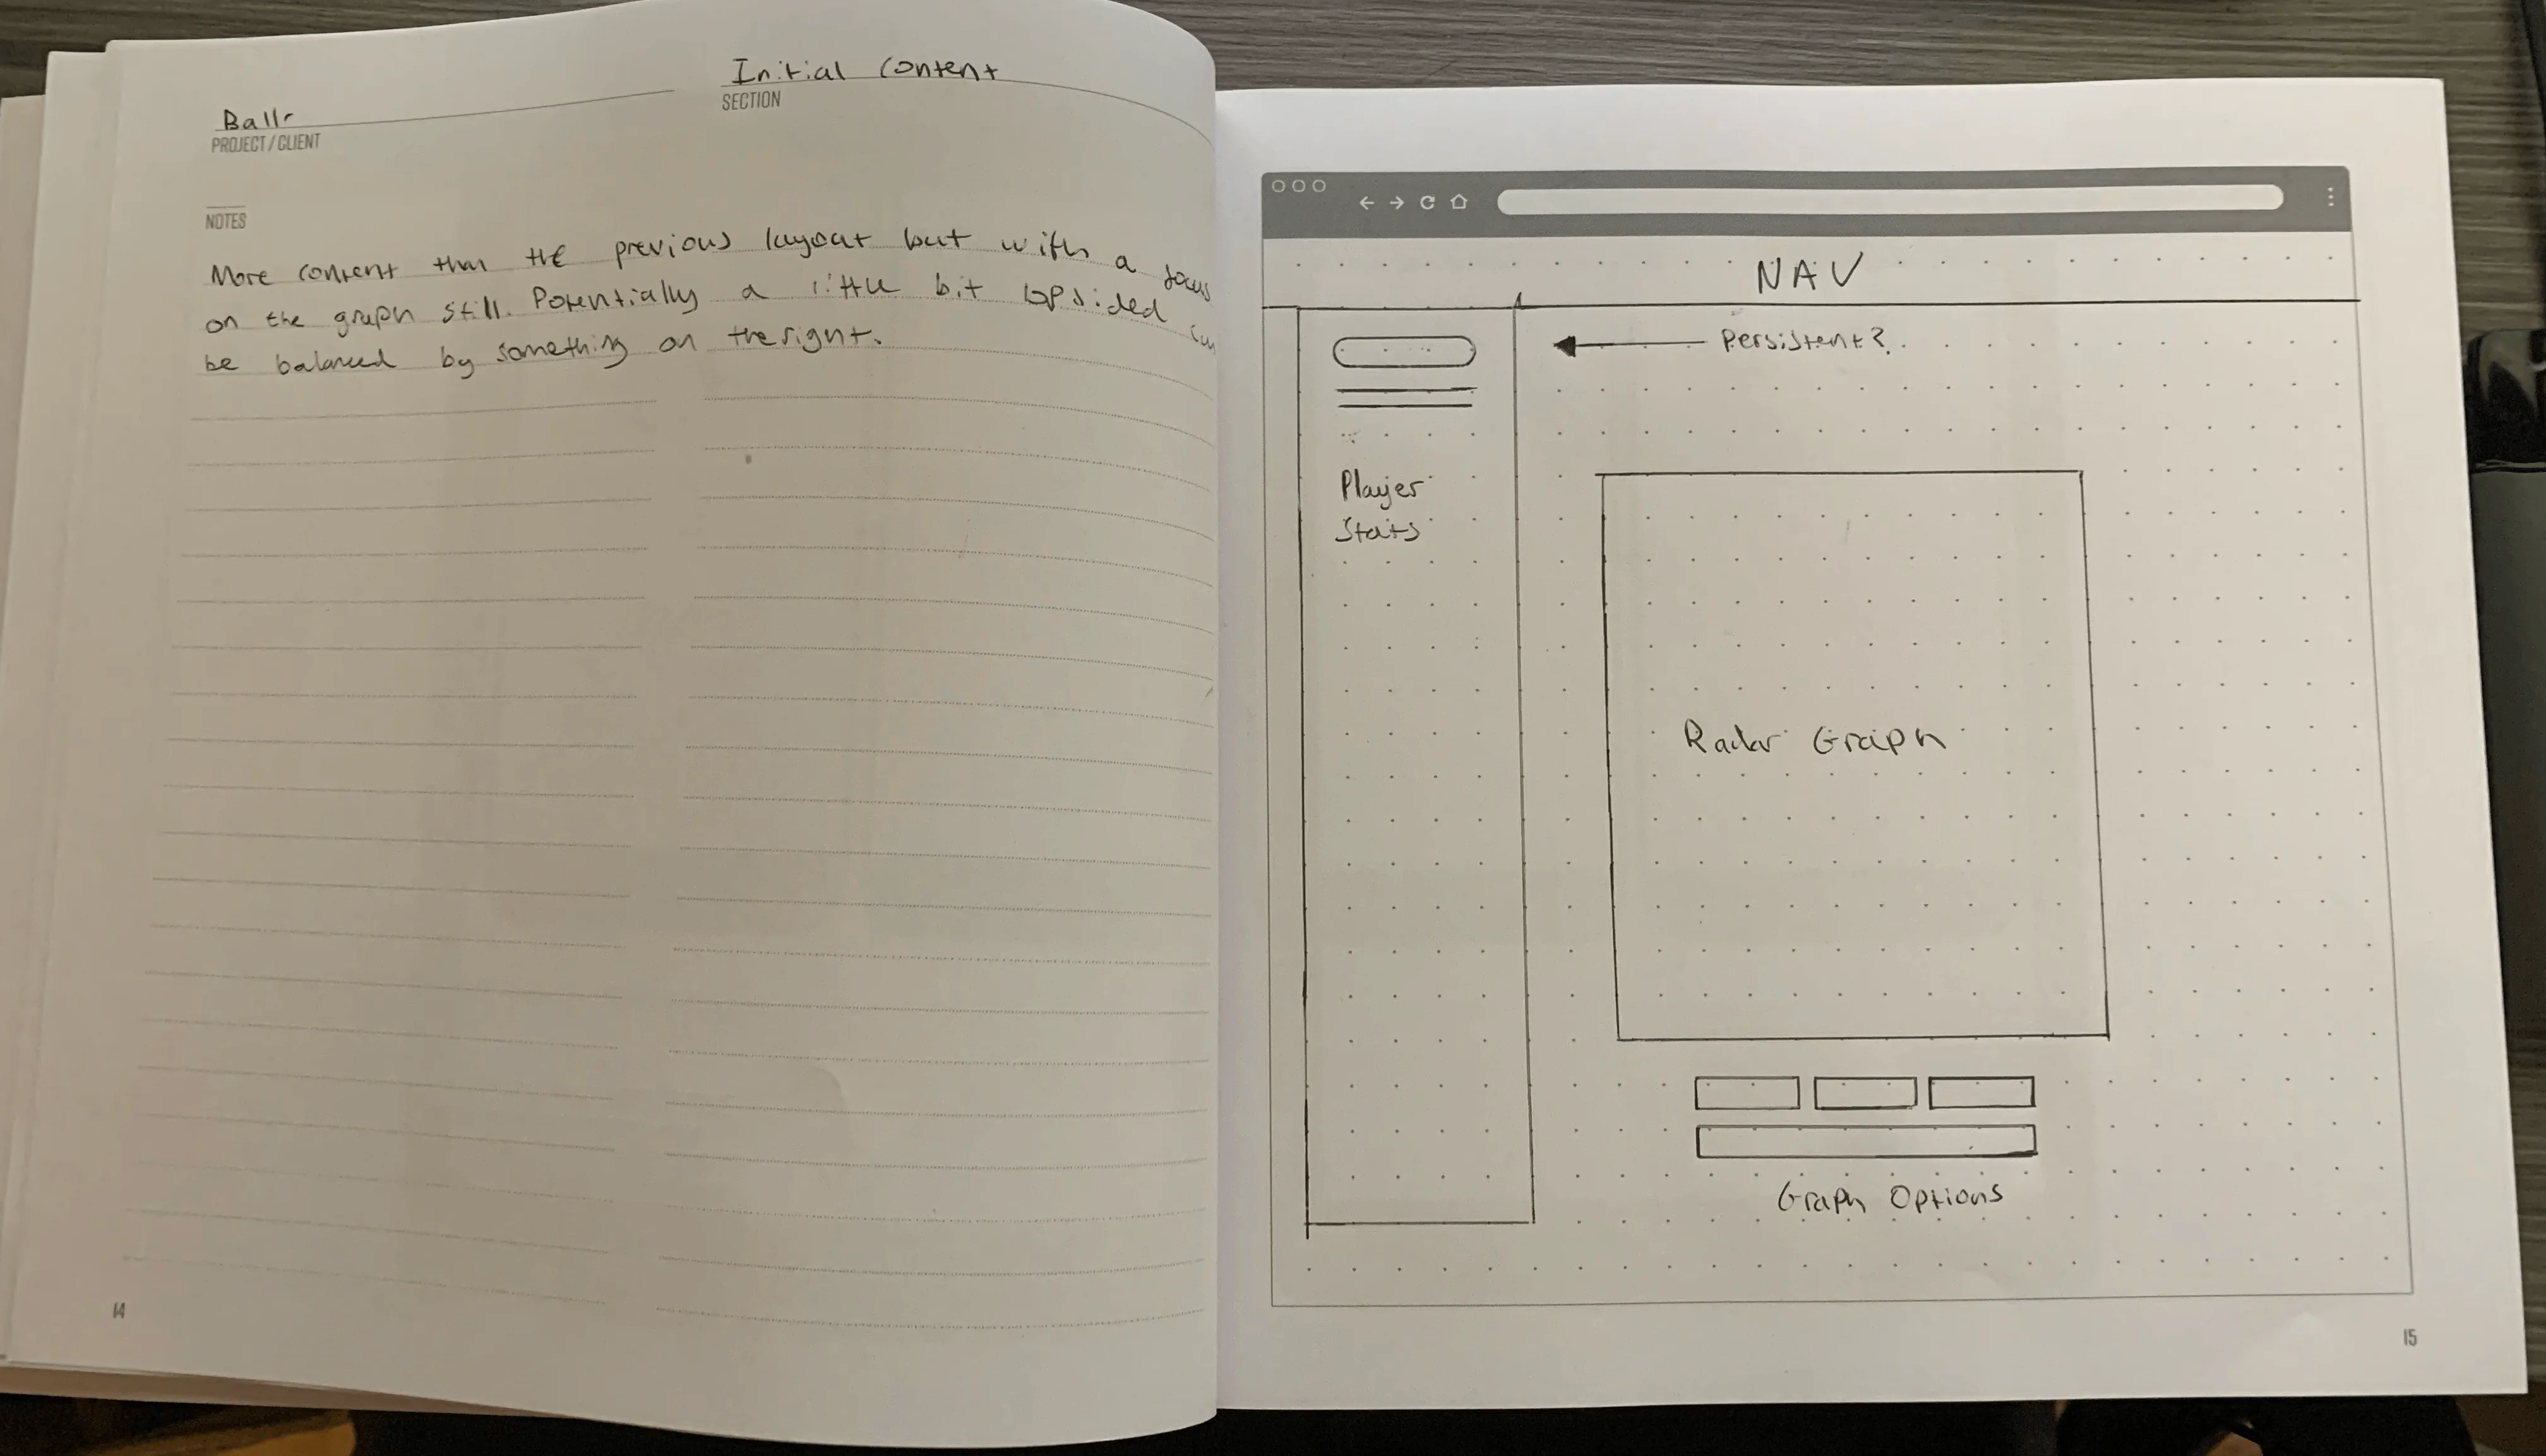 Ballr
PROJECT/CLIENT
Initial Content
SECTION
NOTES
More content than the previous layout but with a focus
on the graph still. Potentially a little bit lopsided can
be balanced by something on the right.
14
NAV
Persistent?
Player
Stats
Radar Graph
Graph Options
15